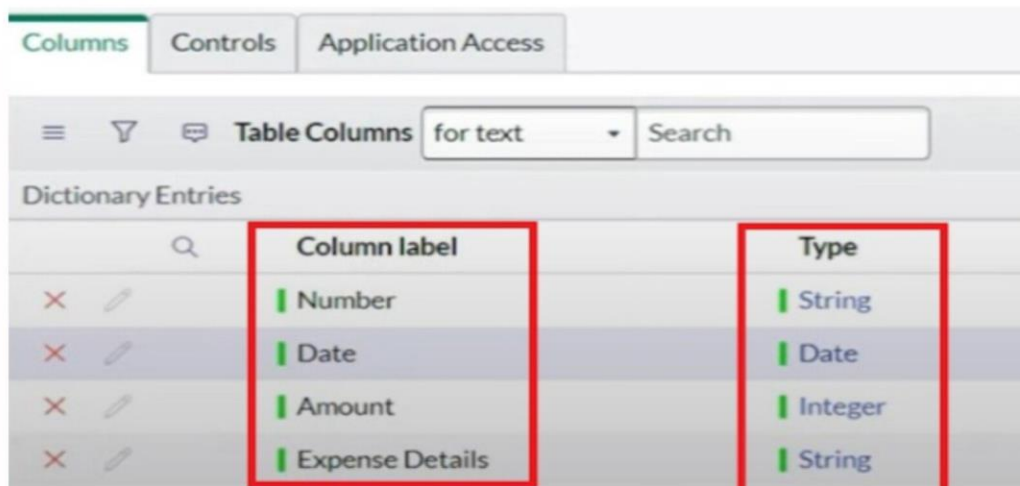 Columns Controls Application Access
Table Columns for text Search
Dictionary Entries
Column label Type
Number String
Date Date
Amount Integer
Expense Details String